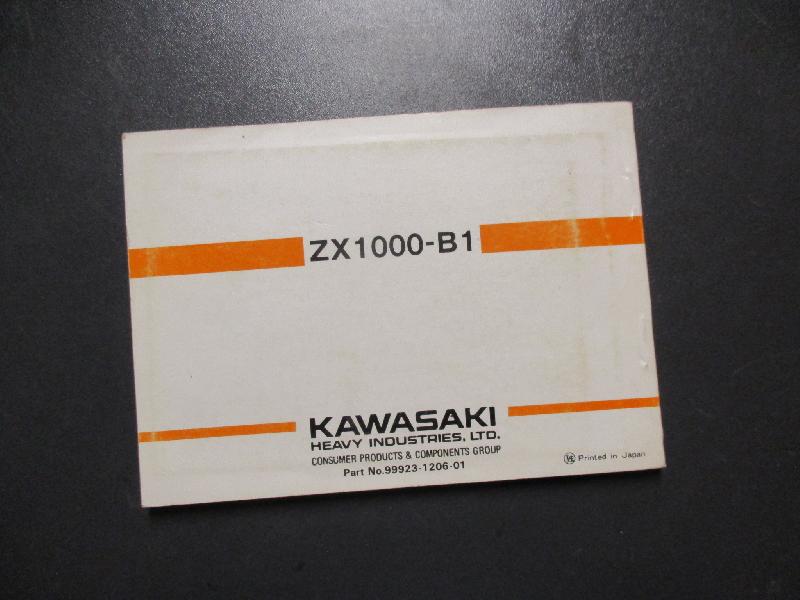 ZX1000-B1
KAWASAKI
HEAVY INDUSTRIES, LTD.
CONSUMER PRODUCTS & COMPONENTS GROUP
Part No.99923-1206-01
Printed in Japan